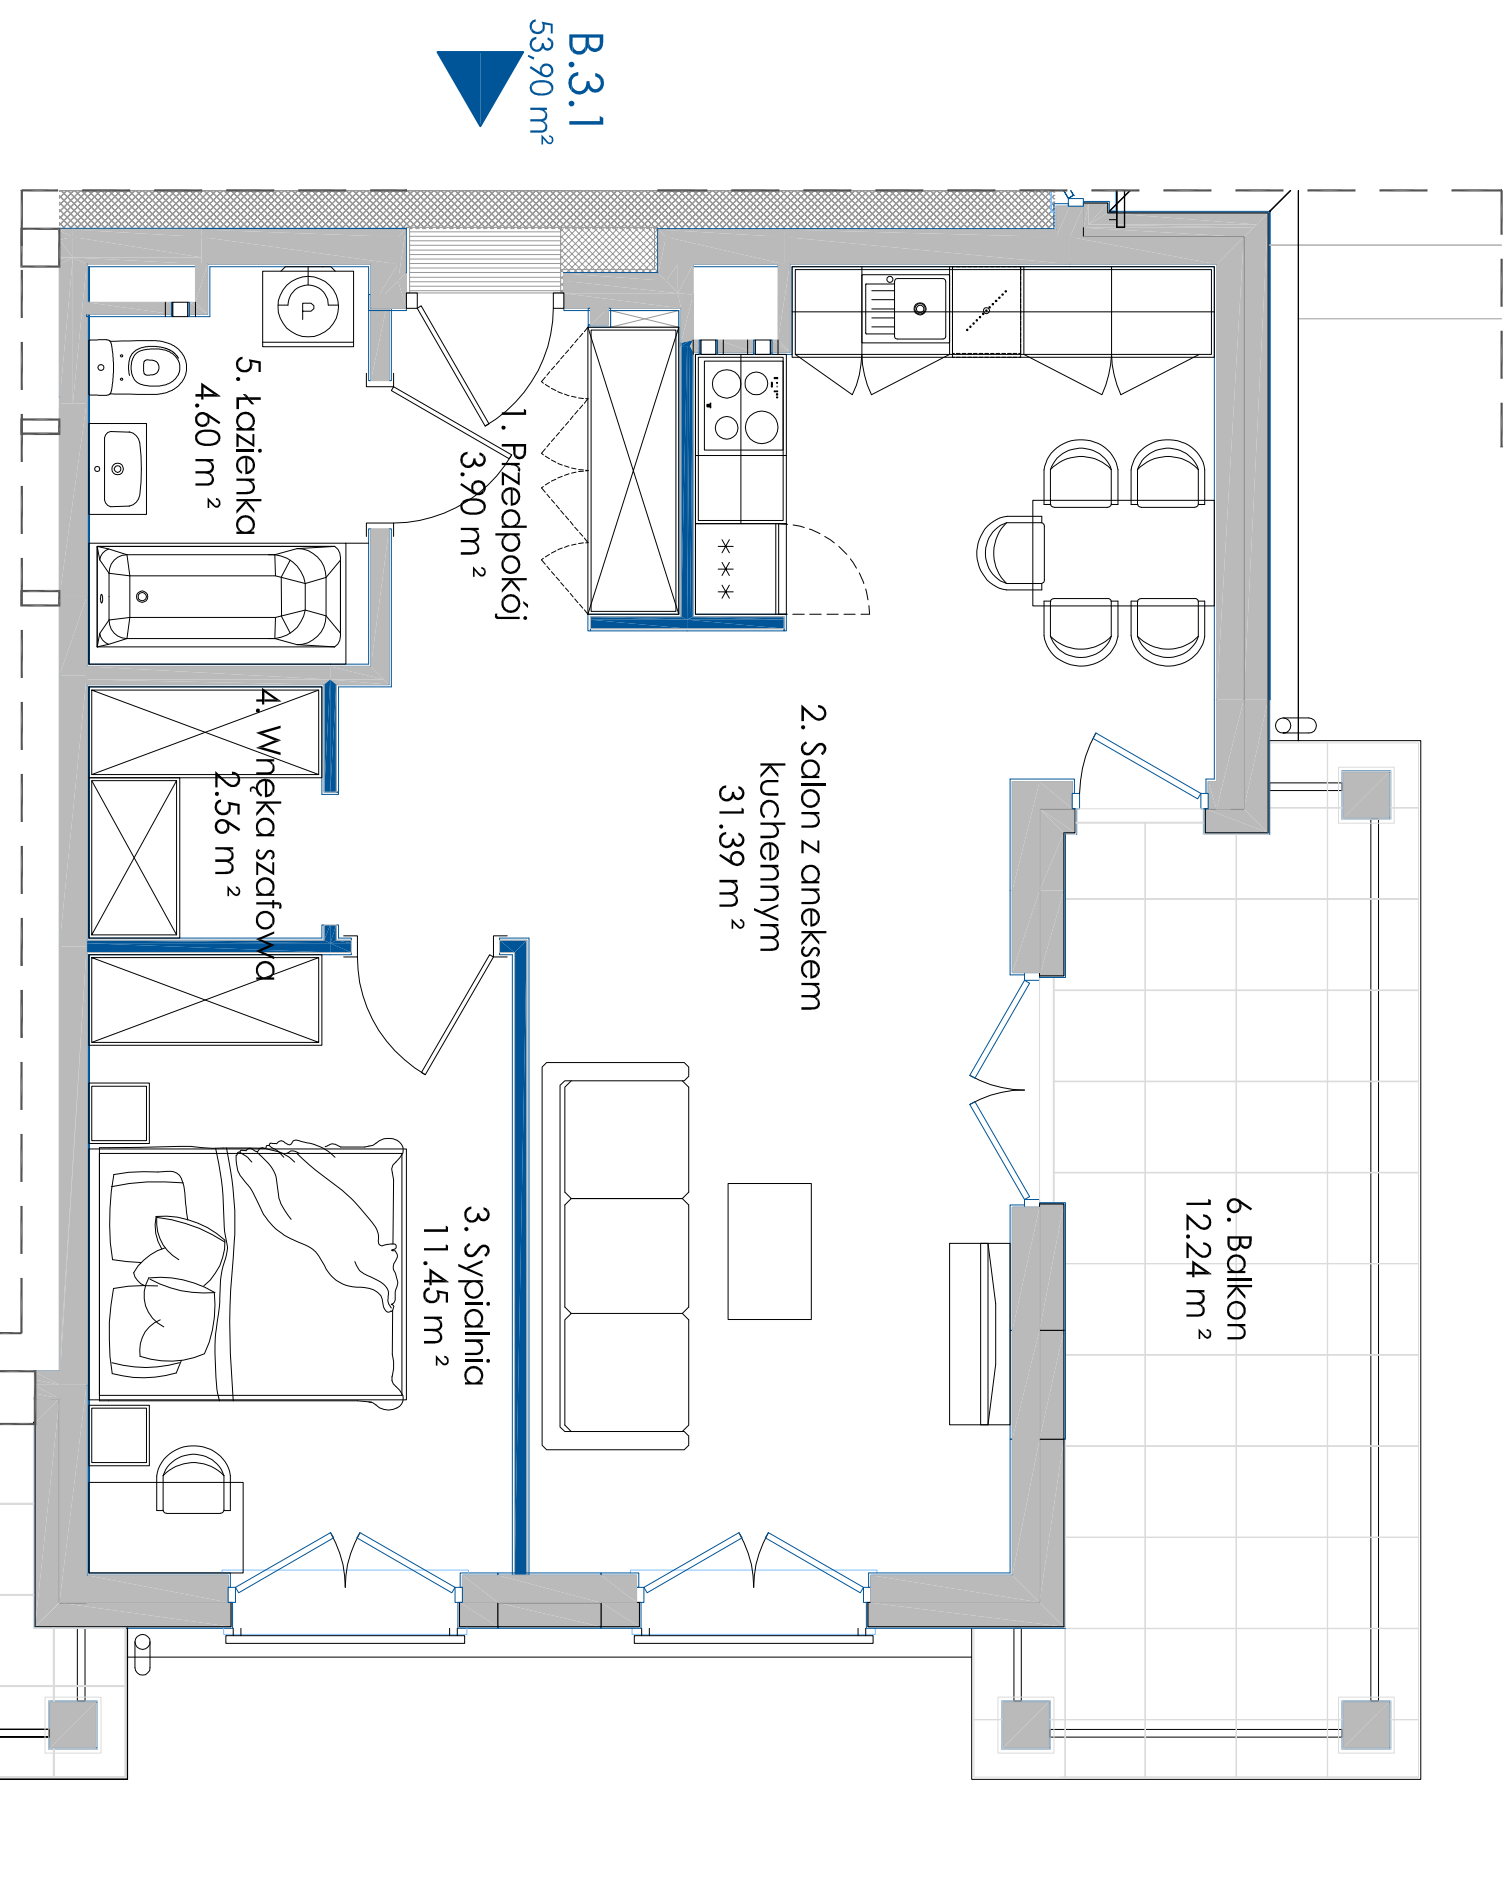 B.3.1
53,90 m²
1. Przedpokój
3.90 m ²
2. Salon z aneksem
kuchennym
31.39 m ²
3. Sypialnia
11.45 m ²
4. Wnęka szafowa
2.56 m ²
5. Łazienka
4.60 m ²
6. Balkon
12.24 m ²
P